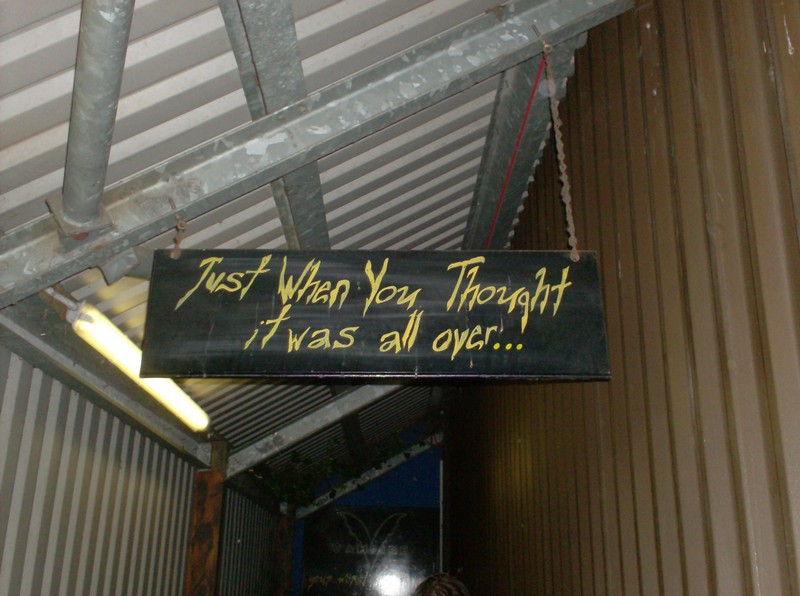 Just When You Thought
it was all over...